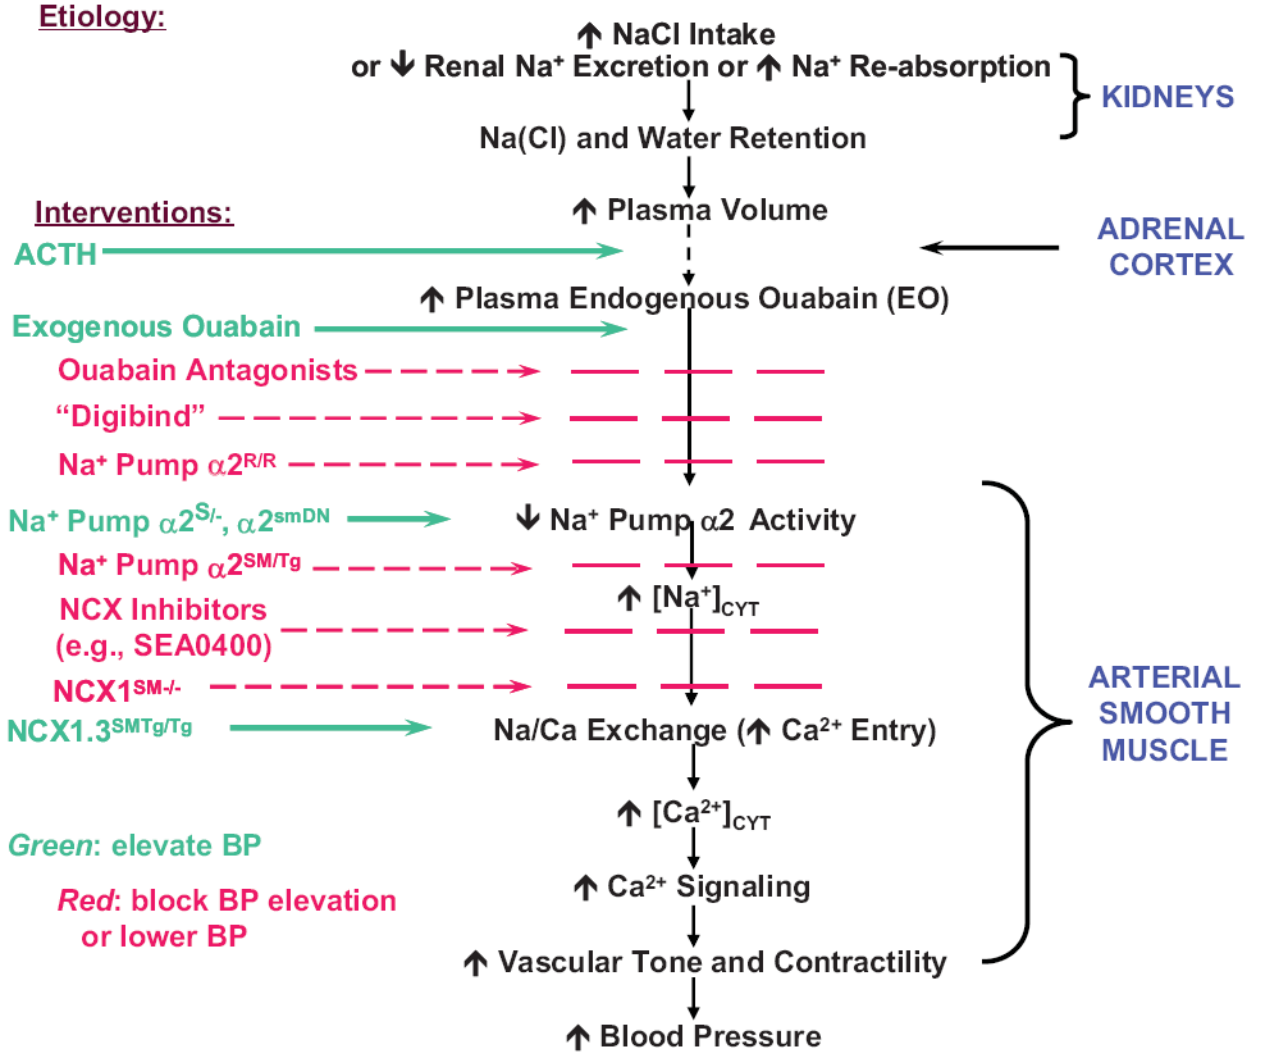 Etiology:
↑ NaCl Intake
or ↓ Renal Na⁺ Excretion or ↑ Na⁺ Re-absorption
KIDNEYS
Na(Cl) and Water Retention
Interventions:
↑ Plasma Volume
ACTH
ADRENAL
CORTEX
↑ Plasma Endogenous Ouabain (EO)
Exogenous Ouabain
Ouabain Antagonists
“Digibind”
Na⁺ Pump α2R/R
Na⁺ Pump α2S/-, α2smDN
↓ Na⁺ Pump α2 Activity
Na⁺ Pump α2SM/Tg
↑ [Na⁺]CYT
NCX Inhibitors
(e.g., SEA0400)
NCX1SM-/-
NCX1.3SMTg/Tg
Na/Ca Exchange (↑ Ca²⁺ Entry)
ARTERIAL
SMOOTH
MUSCLE
↑ [Ca²⁺]CYT
Green: elevate BP
↑ Ca²⁺ Signaling
Red: block BP elevation
or lower BP
↑ Vascular Tone and Contractility
↑ Blood Pressure